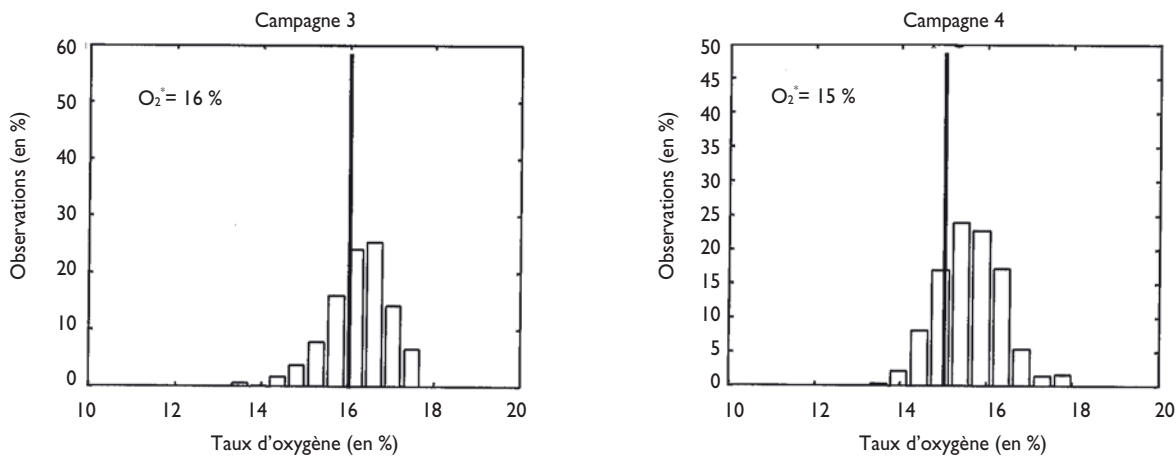 Campagne 3
60
50
40
30
20
10
0
Observations (en %)
O₂*= 16 %
10 12 14 16 18 20
Taux d'oxygène (en %)
Campagne 4
50
45
40
35
30
25
20
15
10
5
0
Observations (en %)
O₂*= 15 %
10 12 14 16 18 20
Taux d'oxygène (en %)